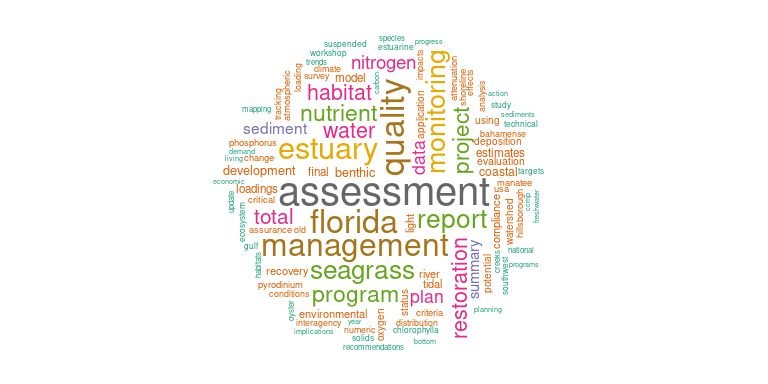 species
suspended
progress
estuarine
workshop
trends
nitrogen
climate
survey
model
loading
atmospheric
tracking
carbon
impacts
monitoring
attenuation
shoreline
effects
analysis
action
habitat
quality
study
mapping
nutrient
application
project
using
sediments
technical
sediment
water
bahamense
deposition
phosphorus
estuary
data
estimates
demand
living
change
evaluation
development
final
benthic
coastal
targets
economic
loadings
assessment
manatee
usa
update
critical
ccmp
freshwater
total
florida
light
report
compliance
watershed
hillsborough
ecosystem
assurance
old
gulf
management
restoration
summary
national
creeks
southwest
programs
habitats
recovery
seagrass
river
potential
pyrodinium
tidal
conditions
program
status
plan
oyster
environmental
oxygen
criteria
planning
interagency
year
distribution
implications
numeric
chlorophylla
solids
bottom
recommendations